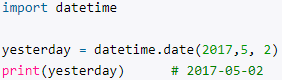 import datetime
yesterday = datetime.date(2017,5, 2)
print(yesterday)      # 2017-05-02